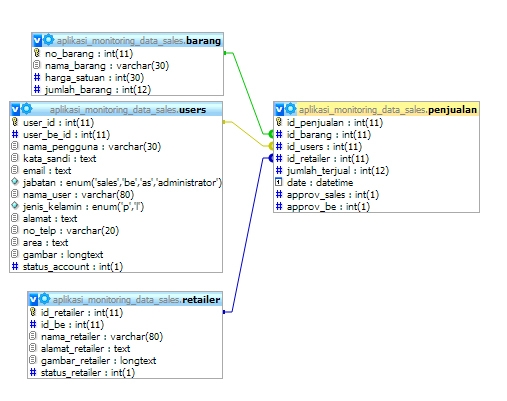 aplikasi_monitoring_data_sales.barang
no_barang : int(11)
nama_barang : varchar(30)
harga_satuan : int(30)
jumlah_barang : int(12)
aplikasi_monitoring_data_sales.users
user_id : int(11)
user_be_id : int(11)
nama_pengguna : varchar(30)
kata_sandi : text
email : text
jabatan : enum('sales','be','as','administrator')
nama_user : varchar(80)
jenis_kelamin : enum('p','l')
alamat : text
no_telp : varchar(20)
area : text
gambar : longtext
status_account : int(1)
aplikasi_monitoring_data_sales.penjualan
id_penjualan : int(11)
id_barang : int(11)
id_users : int(11)
id_retailer : int(11)
jumlah_terjual : int(12)
date : datetime
approv_sales : int(1)
approv_be : int(1)
aplikasi_monitoring_data_sales.retailer
id_retailer : int(11)
id_be : int(11)
nama_retailer : varchar(80)
alamat_retailer : text
gambar_retailer : longtext
status_retailer : int(1)